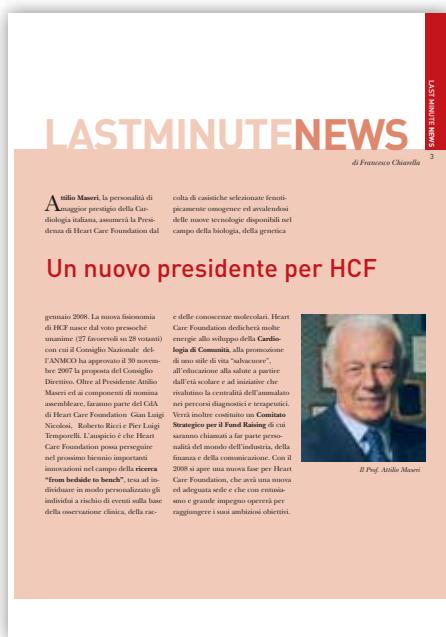 LAST MINUTE NEWS
3
LASTMINUTENEWS
di Francesco Chiarella
Attilio Maseri, la personalità di
maggior prestigio della Car-
diologia italiana, assumerà la Presi-
denza di Heart Care Foundation dal
colta di casistiche selezionate fenoti-
picamente omogenee ed avvalendosi
delle nuove tecnologie disponibili nel
campo della biologia, della genetica
Un nuovo presidente per HCF
gennaio 2008. La nuova fisionomia
di HCF nasce dal voto pressoché
unanime (27 favorevoli su 28 votanti)
con cui il Consiglio Nazionale del-
l'ANMCO ha approvato il 30 novem-
bre 2007 la proposta del Consiglio
Direttivo. Oltre al Presidente Attilio
Maseri ed ai componenti di nomina
assembleare, faranno parte del CdA
di Heart Care Foundation Gian Luigi
Nicolosi, Roberto Ricci e Pier Luigi
Temporelli. L'auspicio è che Heart
Care Foundation possa perseguire
nel prossimo biennio importanti
innovazioni nel campo della ricerca
"from bedside to bench", tesa ad in-
dividuare in modo personalizzato gli
individui a rischio di eventi sulla base
della osservazione clinica, della rac-
e delle conoscenze molecolari. Heart
Care Foundation dedicherà molte
energie allo sviluppo della Cardio-
logia di Comunità, alla promozione
di uno stile di vita "salvacuore",
all'educazione alla salute a partire
dall'età scolare e ad iniziative che
rivalutino la centralità dell'ammalato
nei percorsi diagnostici e terapeutici.
Verrà inoltre costituito un Comitato
Strategico per il Fund Raising di cui
saranno chiamati a far parte perso-
nalità del mondo dell'industria, della
finanza e della comunicazione. Con il
2008 si apre una nuova fase per Heart
Care Foundation, che avrà una nuova
ed adeguata sede e che con entusia-
smo e grande impegno opererà per
raggiungere i suoi ambiziosi obiettivi.
Il Prof. Attilio Maseri